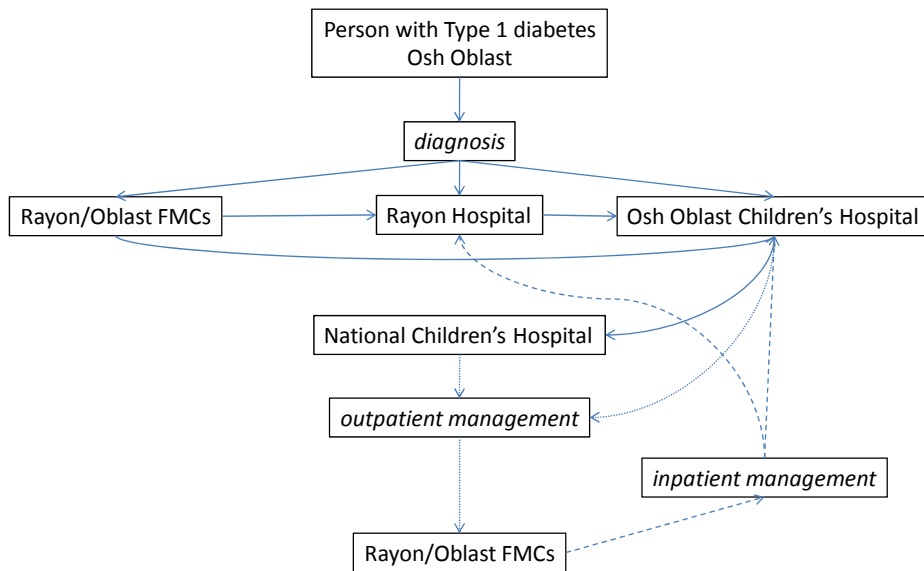 Person with Type 1 diabetes
Osh Oblast
diagnosis
Rayon/Oblast FMCs
Rayon Hospital
Osh Oblast Children’s Hospital
National Children’s Hospital
outpatient management
inpatient management
Rayon/Oblast FMCs